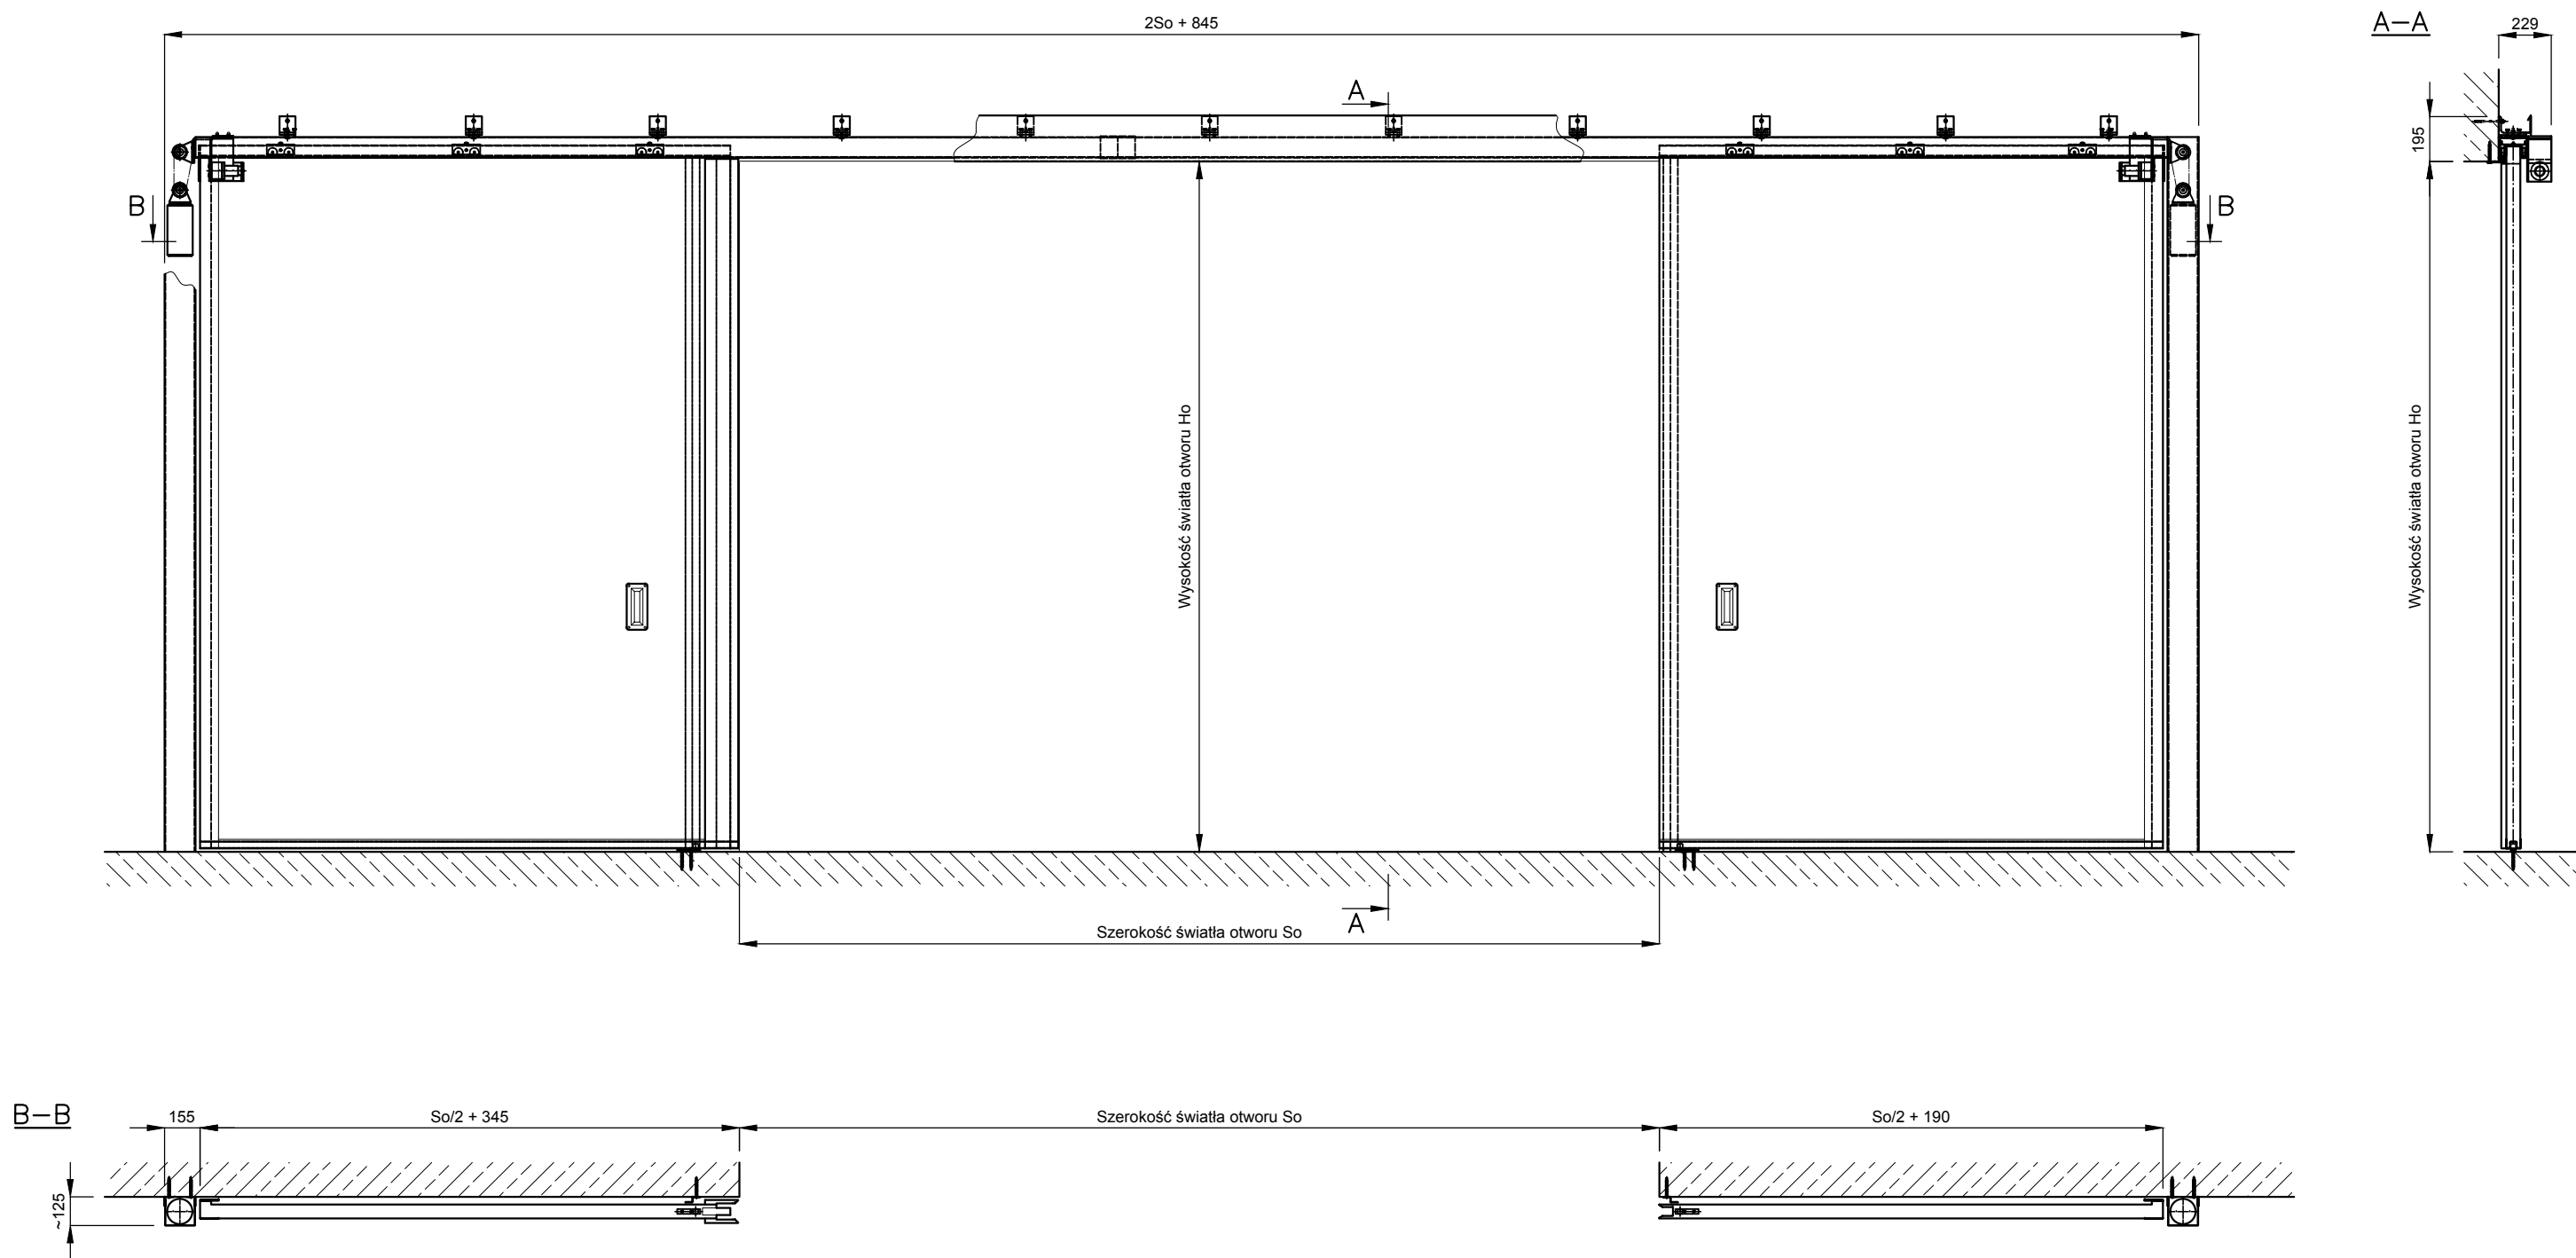 2So + 845
A–A
229
A
195
B
B
Wysokość światła otworu Ho
Wysokość światła otworu Ho
A
Szerokość światła otworu So
B–B
155
So/2 + 345
Szerokość światła otworu So
So/2 + 190
~125